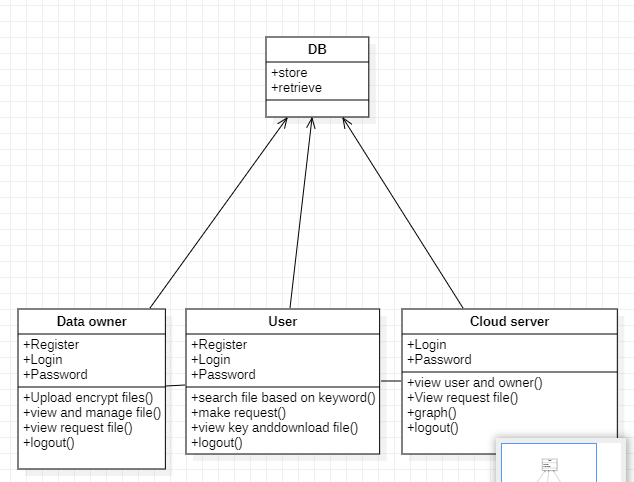 DB
+store
+retrieve
Data owner
+Register
+Login
+Password
+Upload encrypt files()
+view and manage file()
+view request file()
+logout()
User
+Register
+Login
+Password
+search file based on keyword()
+make request()
+view key anddownload file()
+logout()
Cloud server
+Login
+Password
+view user and owner()
+View request file()
+graph()
+logout()